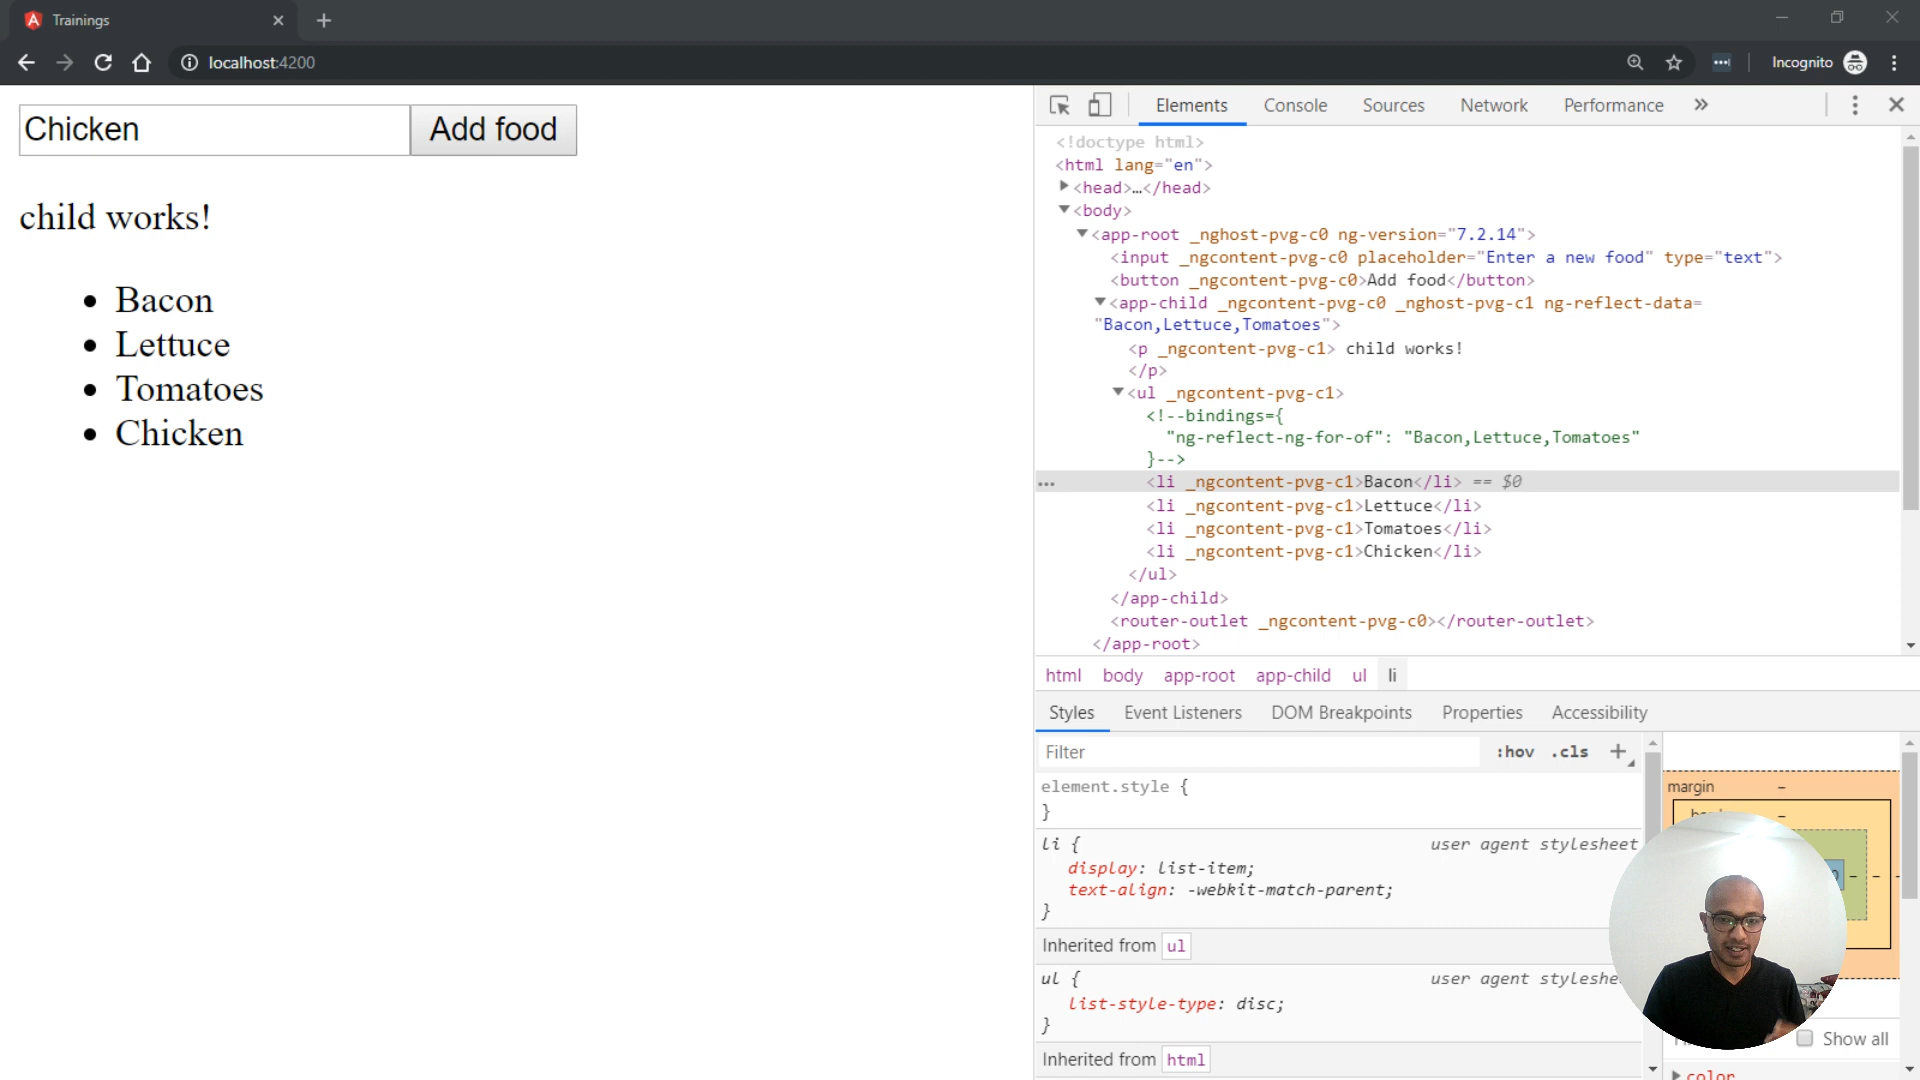 Trainings
localhost:4200
Incognito
Chicken
Add food
child works!
Bacon
Lettuce
Tomatoes
Chicken
Elements Console Sources Network Performance
<!doctype html>
<html lang="en">
<head>…</head>
<body>
<app-root _nghost-pvg-c0 ng-version="7.2.14">
<input _ngcontent-pvg-c0 placeholder="Enter a new food" type="text">
<button _ngcontent-pvg-c0>Add food</button>
<app-child _ngcontent-pvg-c0 _nghost-pvg-c1 ng-reflect-data=
"Bacon,Lettuce,Tomatoes">
<p _ngcontent-pvg-c1> child works!
</p>
<ul _ngcontent-pvg-c1>
<!--bindings={
"ng-reflect-ng-for-of": "Bacon,Lettuce,Tomatoes"
}-->
<li _ngcontent-pvg-c1>Bacon</li> == $0
<li _ngcontent-pvg-c1>Lettuce</li>
<li _ngcontent-pvg-c1>Tomatoes</li>
<li _ngcontent-pvg-c1>Chicken</li>
</ul>
</app-child>
<router-outlet _ngcontent-pvg-c0></router-outlet>
</app-root>
html body app-root app-child ul li
Styles Event Listeners DOM Breakpoints Properties Accessibility
Filter :hov .cls +
element.style {
}
li { user agent stylesheet
display: list-item;
text-align: -webkit-match-parent;
}
Inherited from ul
ul { user agent
list-style-type: disc;
}
Inherited from html
margin –
–
Show all
color